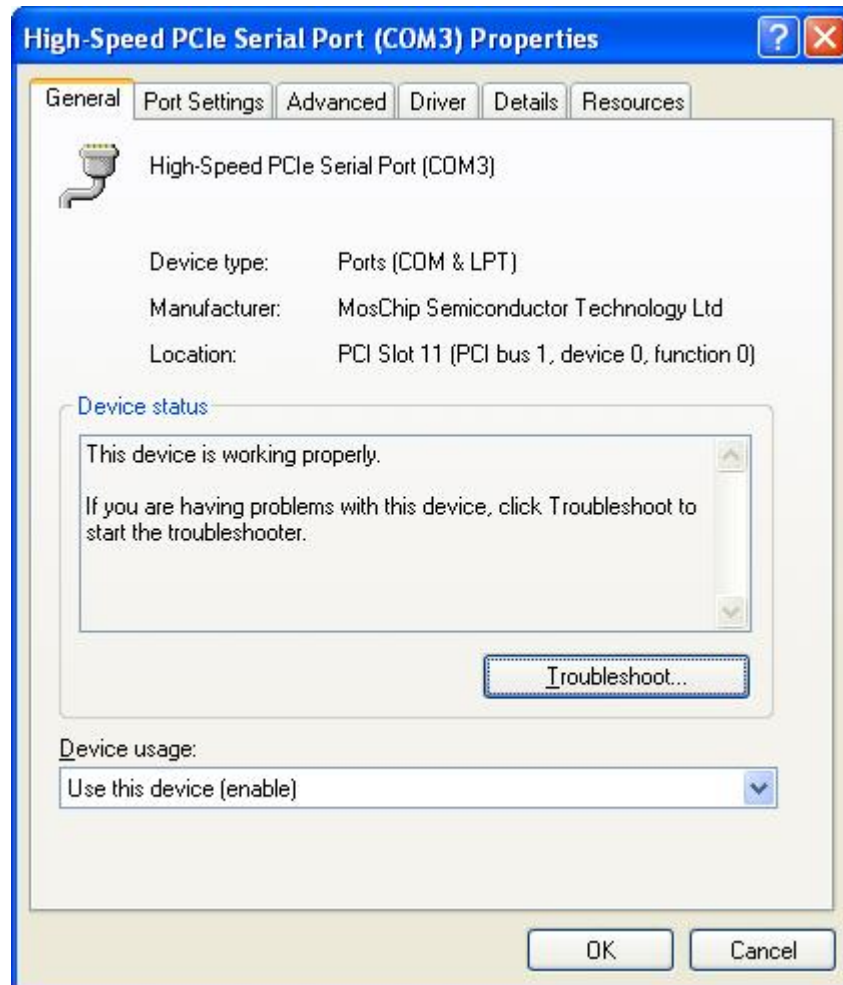 High-Speed PCIe Serial Port (COM3) Properties
General Port Settings Advanced Driver Details Resources
High-Speed PCIe Serial Port (COM3)
Device type: Ports (COM & LPT)
Manufacturer: MosChip Semiconductor Technology Ltd
Location: PCI Slot 11 (PCI bus 1, device 0, function 0)
Device status
This device is working properly.
If you are having problems with this device, click Troubleshoot to
start the troubleshooter.
Troubleshoot...
Device usage:
Use this device (enable)
OK Cancel